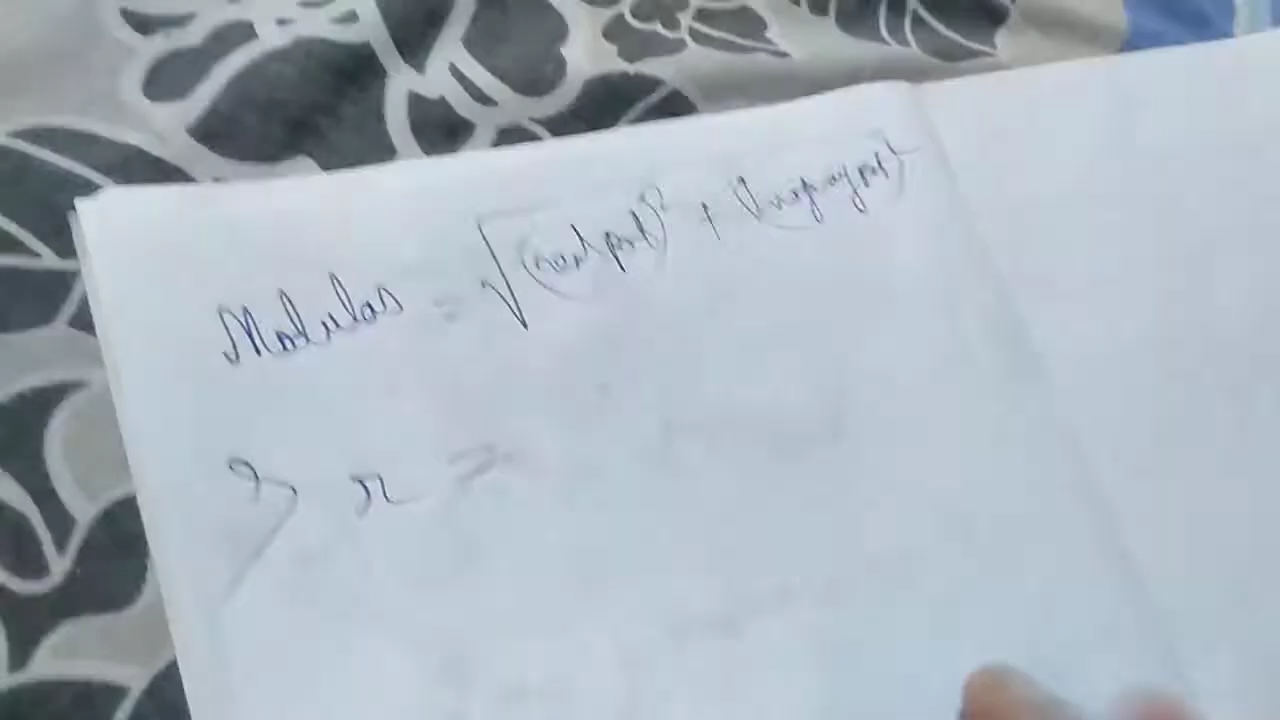 Modulas = √(real part)² + (imaginary part)²
r =